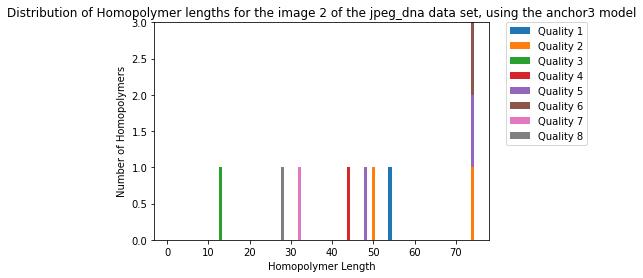 Distribution of Homopolymer lengths for the image 2 of the jpeg_dna data set, using the anchor3 model
3.0
2.5
2.0
1.5
1.0
0.5
0.0
Number of Homopolymers
0 10 20 30 40 50 60 70
Homopolymer Length
Quality 1
Quality 2
Quality 3
Quality 4
Quality 5
Quality 6
Quality 7
Quality 8